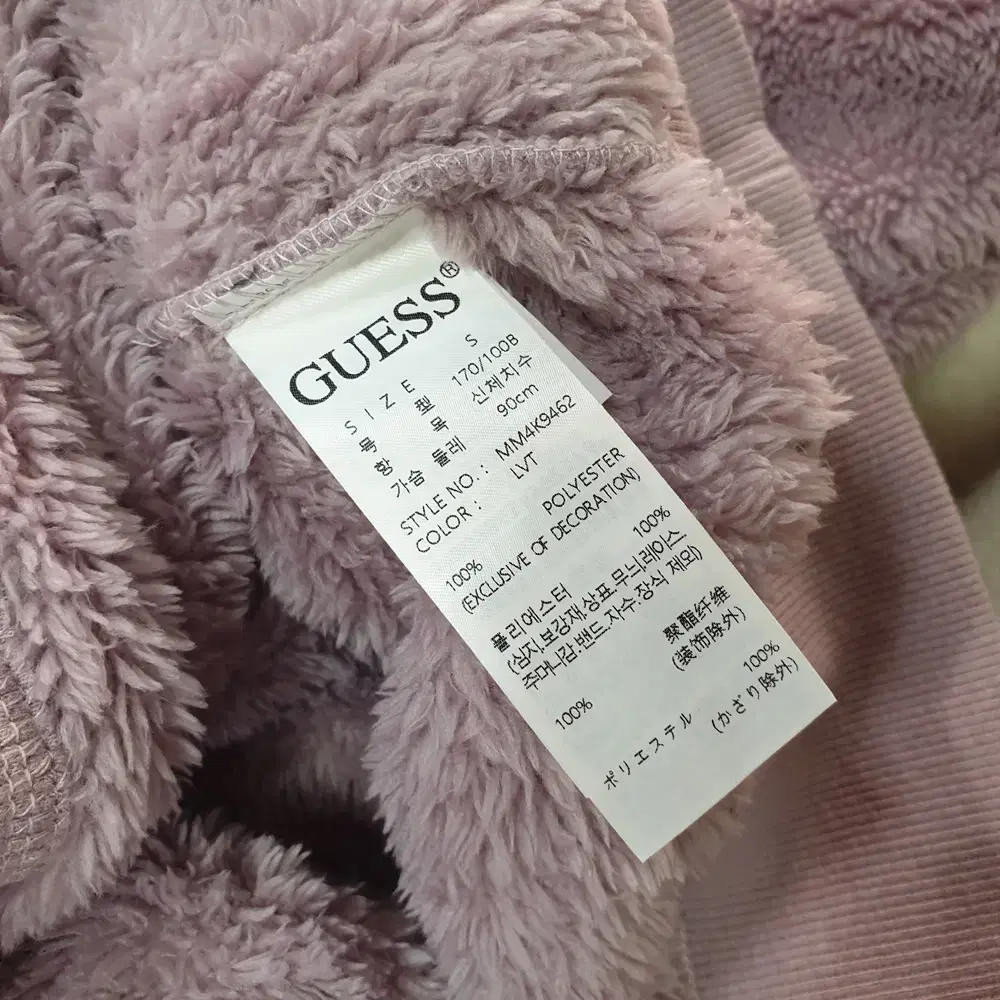 GUESS®
SIZE S
형 170/100B
항목 신체치수
가슴 둘레 90cm
STYLE NO.: MM4K9462
COLOR: LVT
100% POLYESTER
(EXCLUSIVE OF DECORATION)
폴리에스터 100%
(심지.보강재.상표.무늬레이스.
주머니감.밴드.자수.장식 제외)
100% 聚酯纤维
(装饰除外)
ポリエステル 100%
(かざり除外)